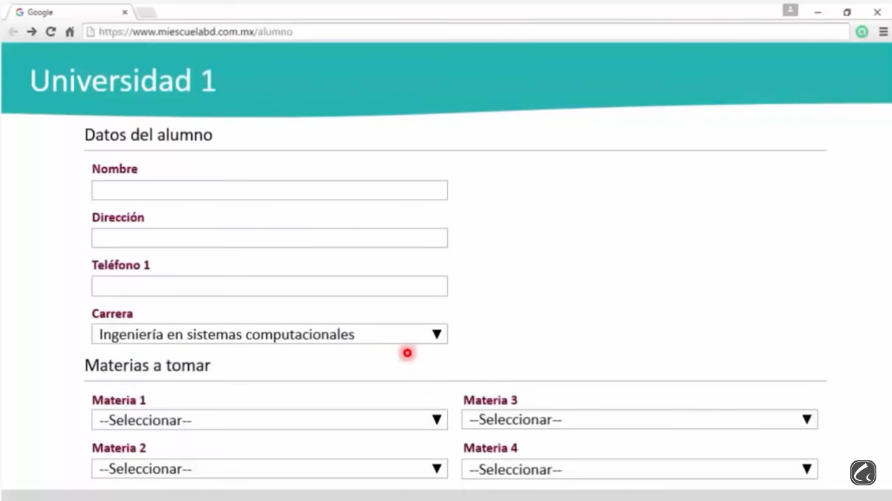 Google
https://www.miescuelabd.com.mx/alumno
Universidad 1
Datos del alumno
Nombre
Dirección
Teléfono 1
Carrera
Ingeniería en sistemas computacionales
Materias a tomar
Materia 1
--Seleccionar--
Materia 3
--Seleccionar--
Materia 2
--Seleccionar--
Materia 4
--Seleccionar--